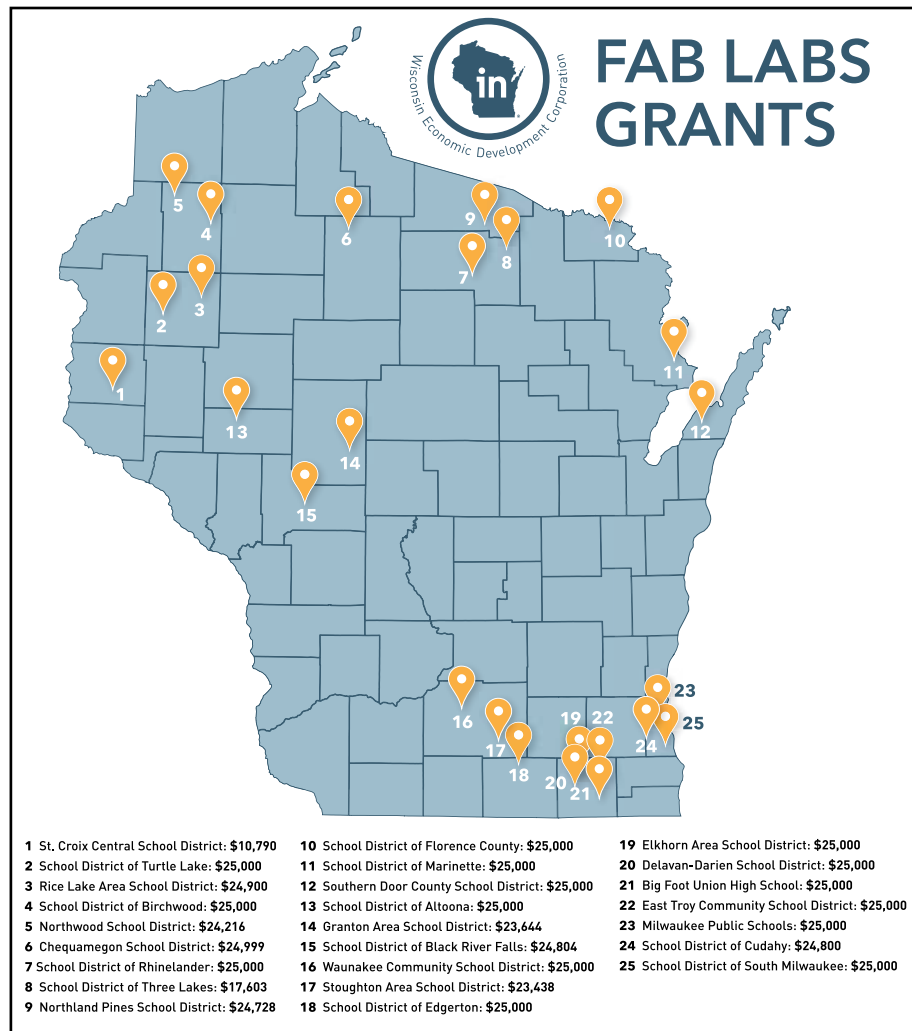 Wisconsin Economic Development Corporation
in
FAB LABS
GRANTS
5
4
6
9
8
7
10
3
2
1
11
12
13
14
15
16
17
18
19
22
20
21
23
24
25
1 St. Croix Central School District: $10,790
2 School District of Turtle Lake: $25,000
3 Rice Lake Area School District: $24,900
4 School District of Birchwood: $25,000
5 Northwood School District: $24,216
6 Chequamegon School District: $24,999
7 School District of Rhinelander: $25,000
8 School District of Three Lakes: $17,603
9 Northland Pines School District: $24,728
10 School District of Florence County: $25,000
11 School District of Marinette: $25,000
12 Southern Door County School District: $25,000
13 School District of Altoona: $25,000
14 Granton Area School District: $23,644
15 School District of Black River Falls: $24,804
16 Waunakee Community School District: $25,000
17 Stoughton Area School District: $23,438
18 School District of Edgerton: $25,000
19 Elkhorn Area School District: $25,000
20 Delavan-Darien School District: $25,000
21 Big Foot Union High School: $25,000
22 East Troy Community School District: $25,000
23 Milwaukee Public Schools: $25,000
24 School District of Cudahy: $24,800
25 School District of South Milwaukee: $25,000